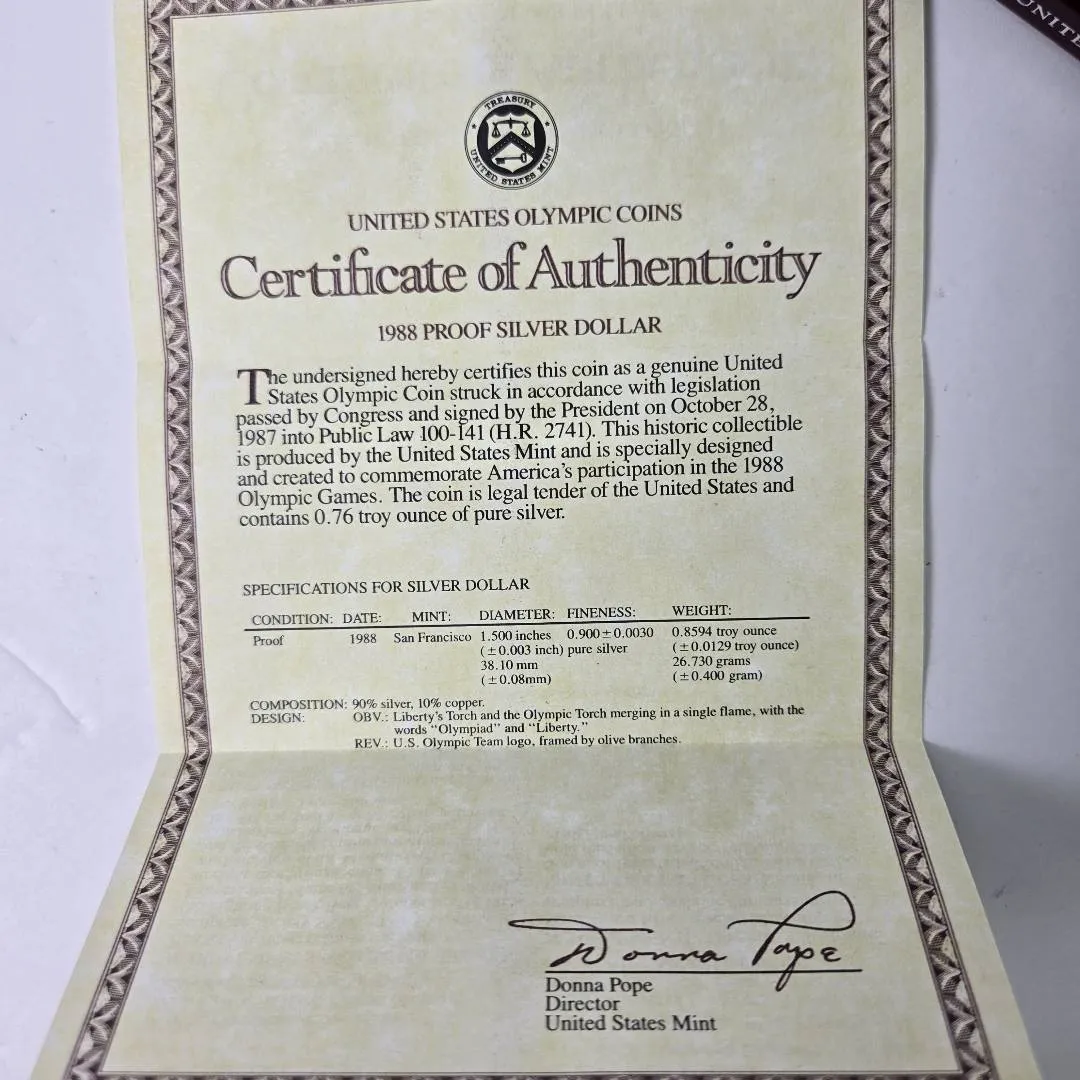 UNITE
TREASURY
UNITED STATES MINT
UNITED STATES OLYMPIC COINS
Certificate of Authenticity
1988 PROOF SILVER DOLLAR
The undersigned hereby certifies this coin as a genuine United
States Olympic Coin struck in accordance with legislation
passed by Congress and signed by the President on October 28,
1987 into Public Law 100-141 (H.R. 2741). This historic collectible
is produced by the United States Mint and is specially designed
and created to commemorate America's participation in the 1988
Olympic Games. The coin is legal tender of the United States and
contains 0.76 troy ounce of pure silver.
SPECIFICATIONS FOR SILVER DOLLAR
CONDITION: DATE: MINT: DIAMETER: FINENESS: WEIGHT:
Proof 1988 San Francisco 1.500 inches 0.900±0.0030 0.8594 troy ounce
(±0.003 inch) pure silver (±0.0129 troy ounce)
38.10 mm 26.730 grams
(±0.08mm) (±0.400 gram)
COMPOSITION: 90% silver, 10% copper.
DESIGN: OBV.: Liberty's Torch and the Olympic Torch merging in a single flame, with the
words "Olympiad" and "Liberty."
REV.: U.S. Olympic Team logo, framed by olive branches.
Donna Pope
Donna Pope
Director
United States Mint